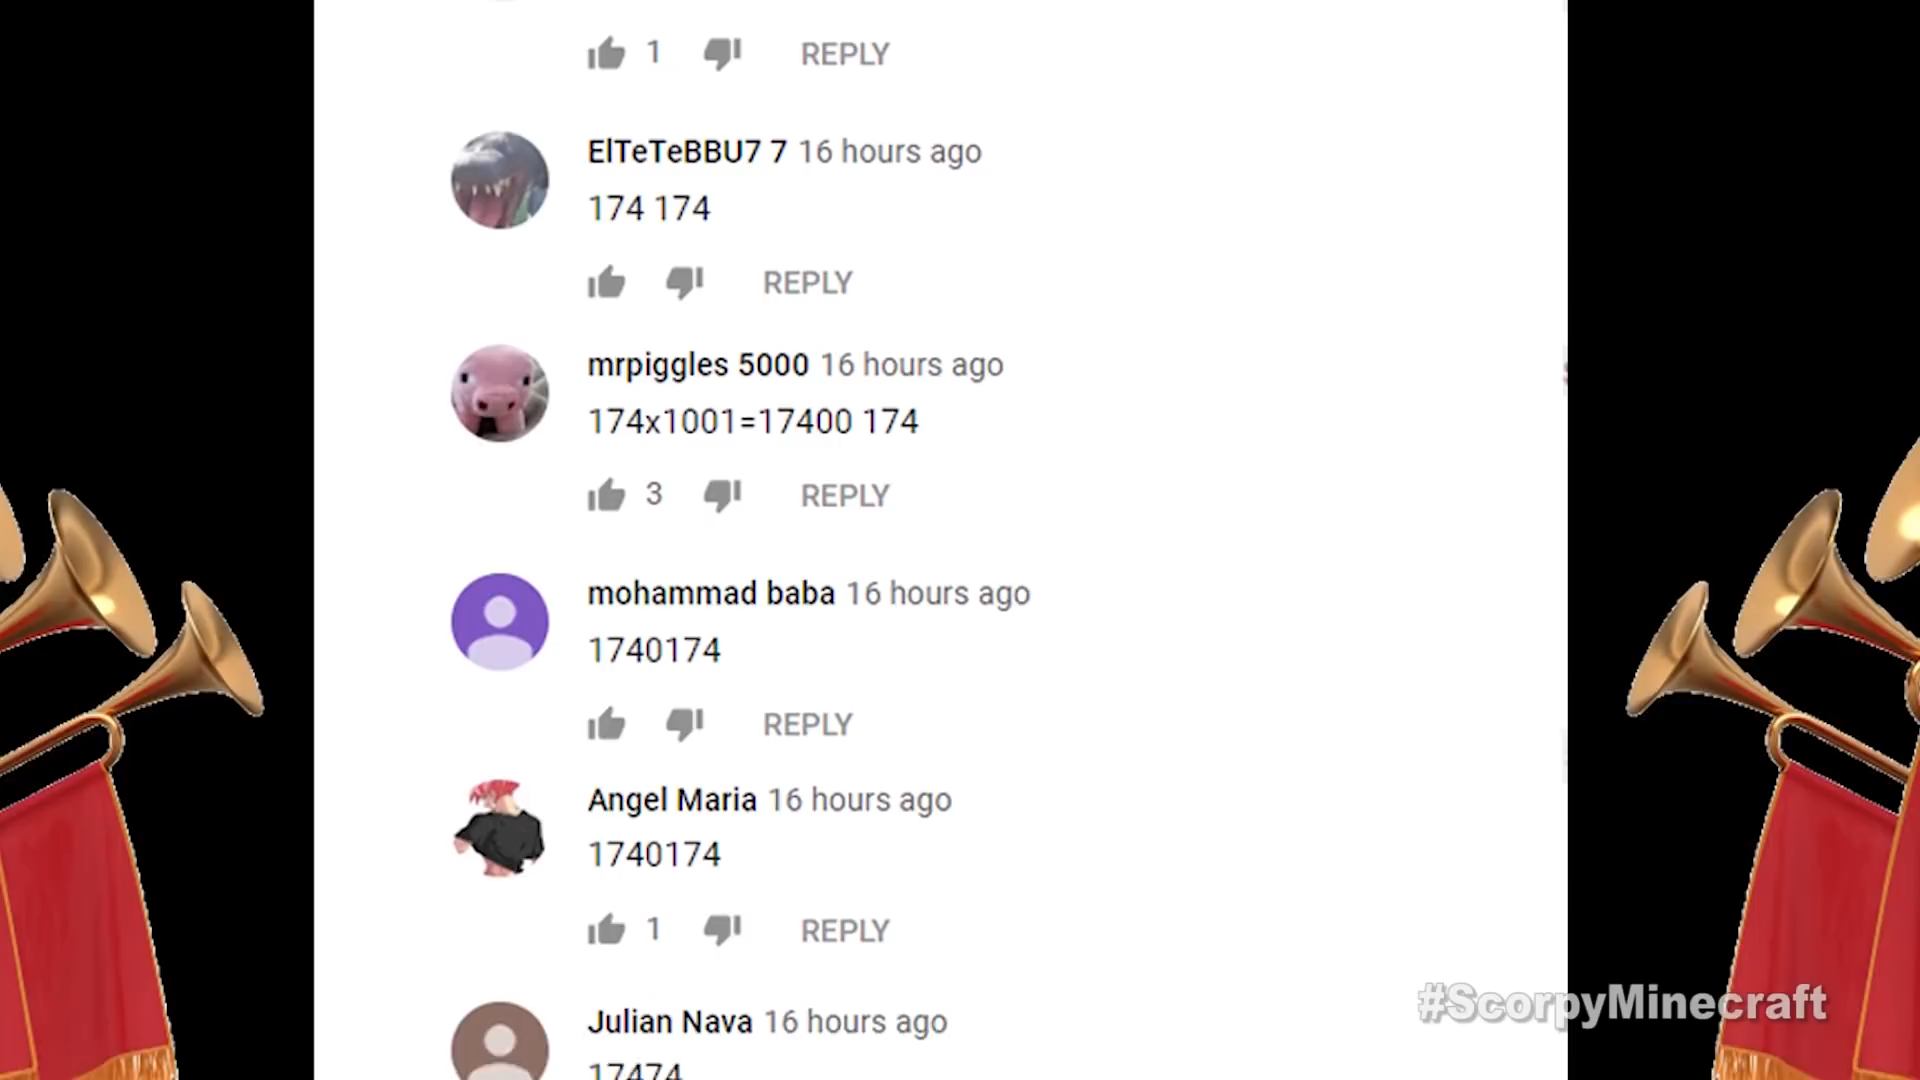 1 REPLY
ElTeTeBBU7 7 16 hours ago
174 174
REPLY
mrpiggles 5000 16 hours ago
174x1001=17400 174
3 REPLY
mohammad baba 16 hours ago
1740174
REPLY
Angel Maria 16 hours ago
1740174
1 REPLY
#ScorpyMinecraft
Julian Nava 16 hours ago
17474